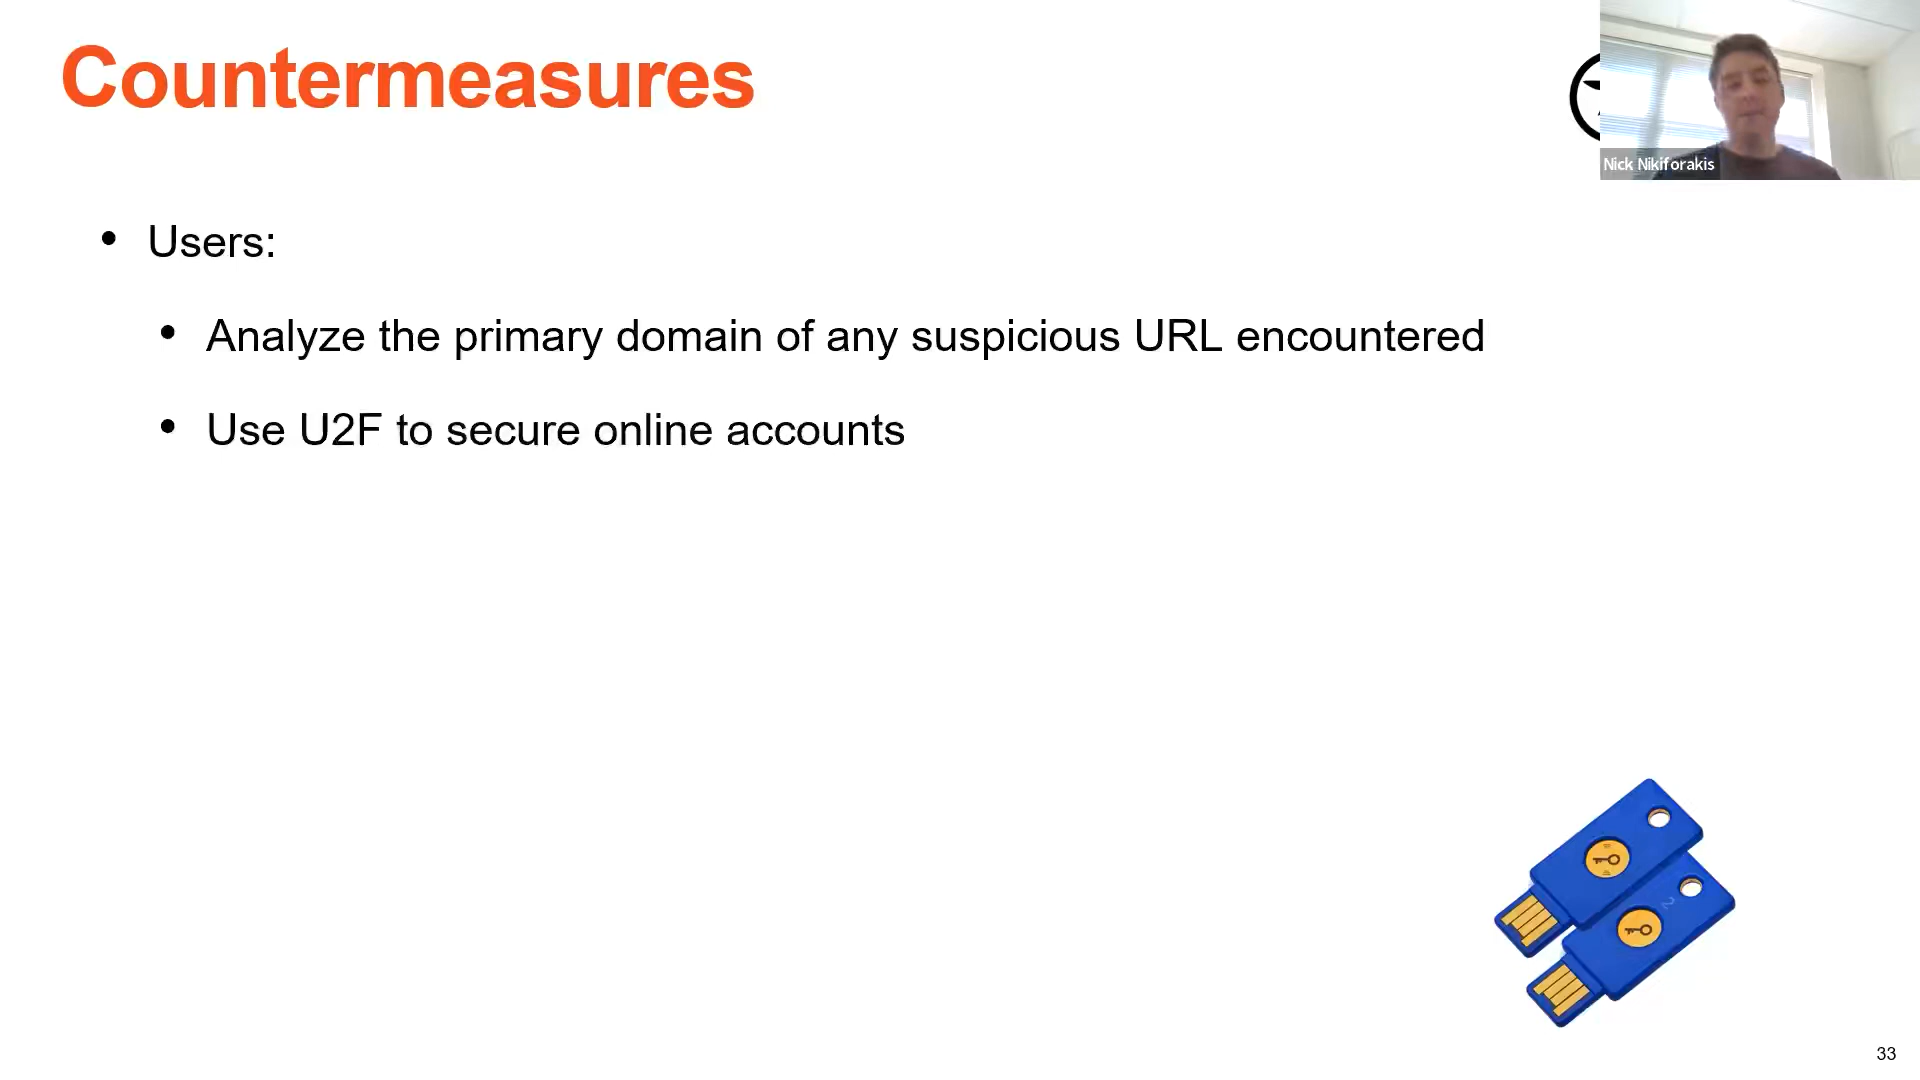 Countermeasures
Nick Nikiforakis
• Users:
• Analyze the primary domain of any suspicious URL encountered
• Use U2F to secure online accounts
2
33